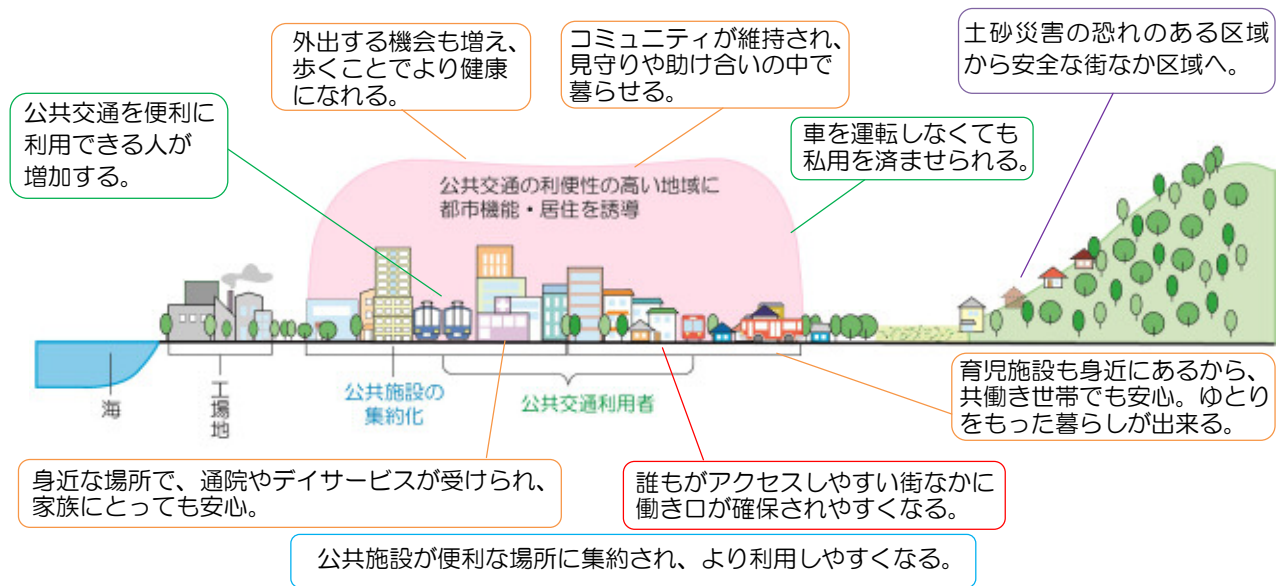 外出する機会も増え、
歩くことでより健康
になれる。
コミュニティが維持され、
見守りや助け合いの中で
暮らせる。
土砂災害の恐れのある区域
から安全な街なか区域へ。
公共交通を便利に
利用できる人が
増加する。
車を運転しなくても
私用を済ませられる。
公共交通の利便性の高い地域に
都市機能・居住を誘導
海
工場地
公共施設の
集約化
公共交通利用者
育児施設も身近にあるから、
共働き世帯でも安心。ゆとり
をもった暮らしが出来る。
身近な場所で、通院やデイサービスが受けられ、
家族にとっても安心。
誰もがアクセスしやすい街なかに
働き口が確保されやすくなる。
公共施設が便利な場所に集約され、より利用しやすくなる。